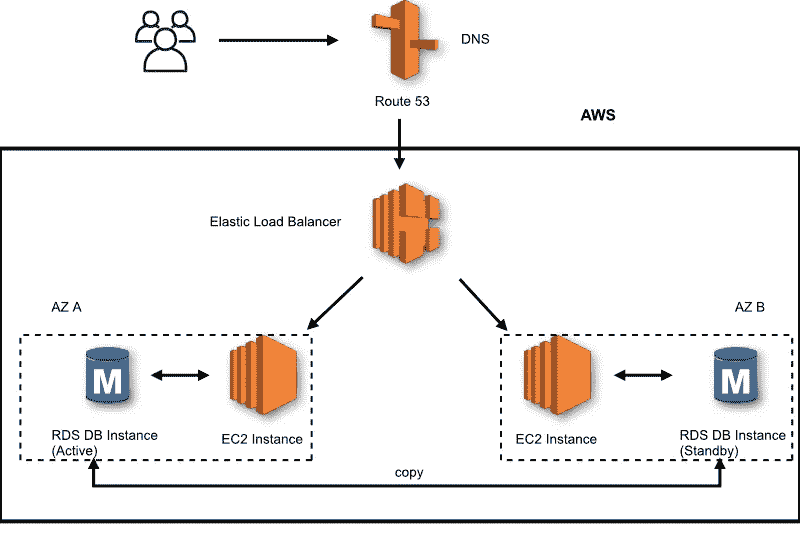 DNS
Route 53
AWS
Elastic Load Balancer
AZ A
AZ B
M
M
RDS DB Instance
(Active)
EC2 Instance
EC2 Instance
RDS DB Instance
(Standby)
copy